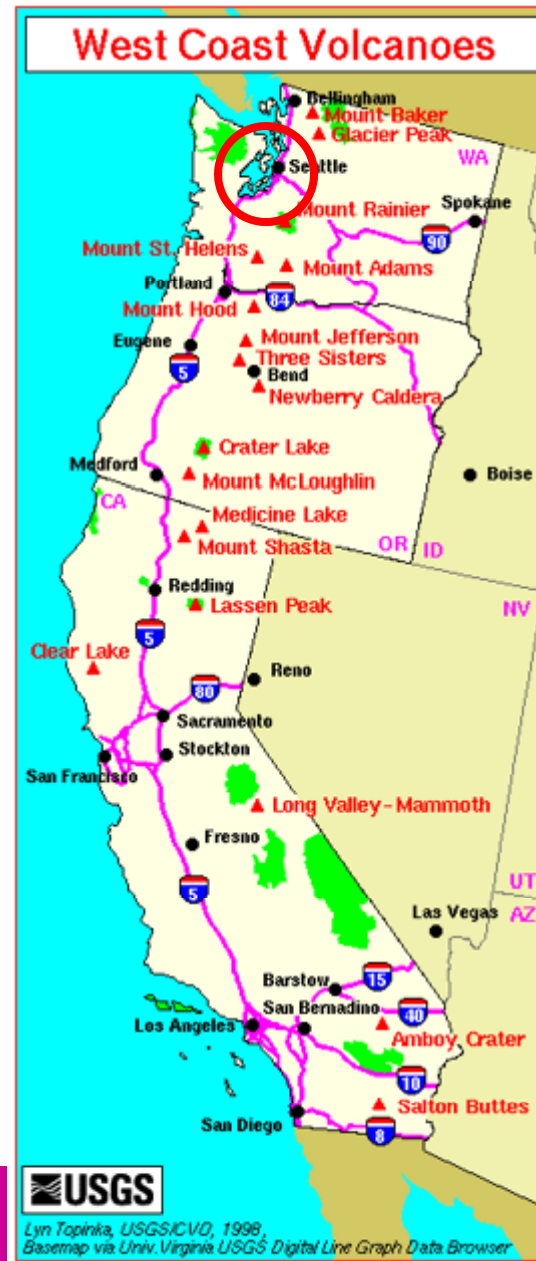 West Coast Volcanoes
Bellingham
Mount Baker
Glacier Peak
WA
Seattle
Mount Rainier
Spokane
90
Mount St. Helens
Mount Adams
Portland
84
Mount Hood
Mount Jefferson
Eugene
Three Sisters
5
Bend
Newberry Caldera
Crater Lake
Medford
Mount McLoughlin
Boise
CA
Medicine Lake
Mount Shasta
OR
ID
Redding
Lassen Peak
NV
5
Clear Lake
Reno
80
Sacramento
Stockton
San Francisco
Long Valley-Mammoth
Fresno
5
UT
Las Vegas
AZ
Barstow
15
San Bernadino
40
Los Angeles
Amboy Crater
10
Salton Buttes
San Diego
8
USGS
Lyn Topinka, USGS/CVO, 1998,
Basemap via Univ. Virginia USGS Digital Line Graph Data Browser